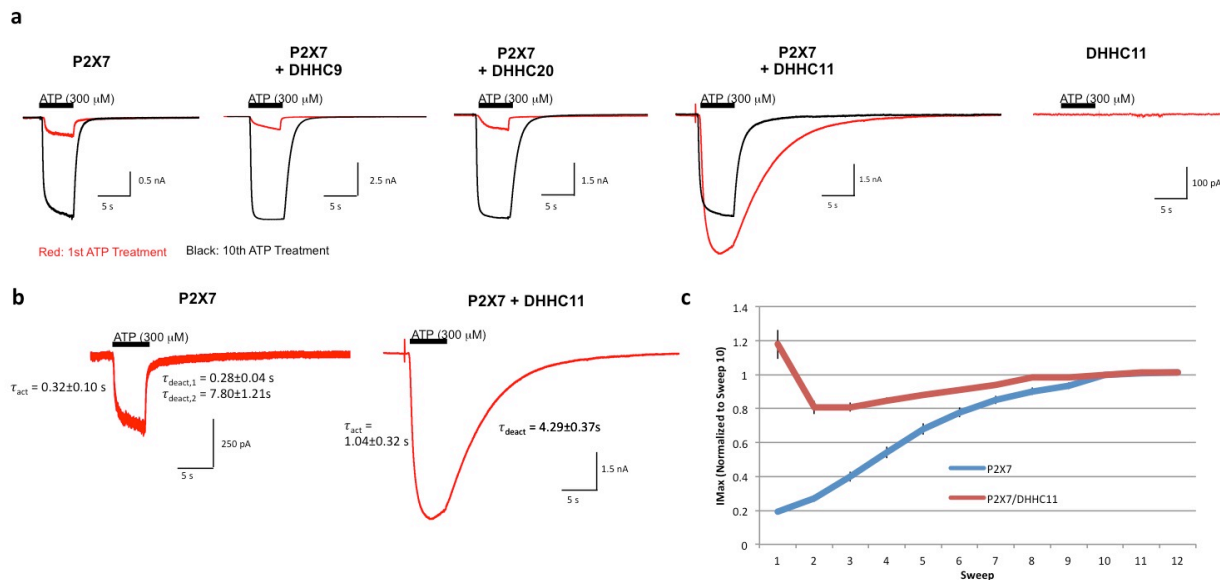 a
P2X7
P2X7
+ DHHC9
P2X7
+ DHHC20
P2X7
+ DHHC11
DHHC11
ATP (300 μM)
ATP (300 μM)
ATP (300 μM)
ATP (300 μM)
ATP (300 μM)
0.5 nA
5 s
2.5 nA
5 s
1.5 nA
5 s
1.5 nA
5 s
100 pA
5 s
Red: 1st ATP Treatment Black: 10th ATP Treatment
b
P2X7
ATP (300 μM)
τact = 0.32±0.10 s
τdeact,1 = 0.28±0.04 s
τdeact,2 = 7.80±1.21s
250 pA
5 s
P2X7 + DHHC11
ATP (300 μM)
τact =
1.04±0.32 s
τdeact = 4.29±0.37s
1.5 nA
5 s
c
IMax (Normalized to Sweep 10)
1.4
1.2
1
0.8
0.6
0.4
0.2
0
P2X7
P2X7/DHHC11
1 2 3 4 5 6 7 8 9 10 11 12
Sweep